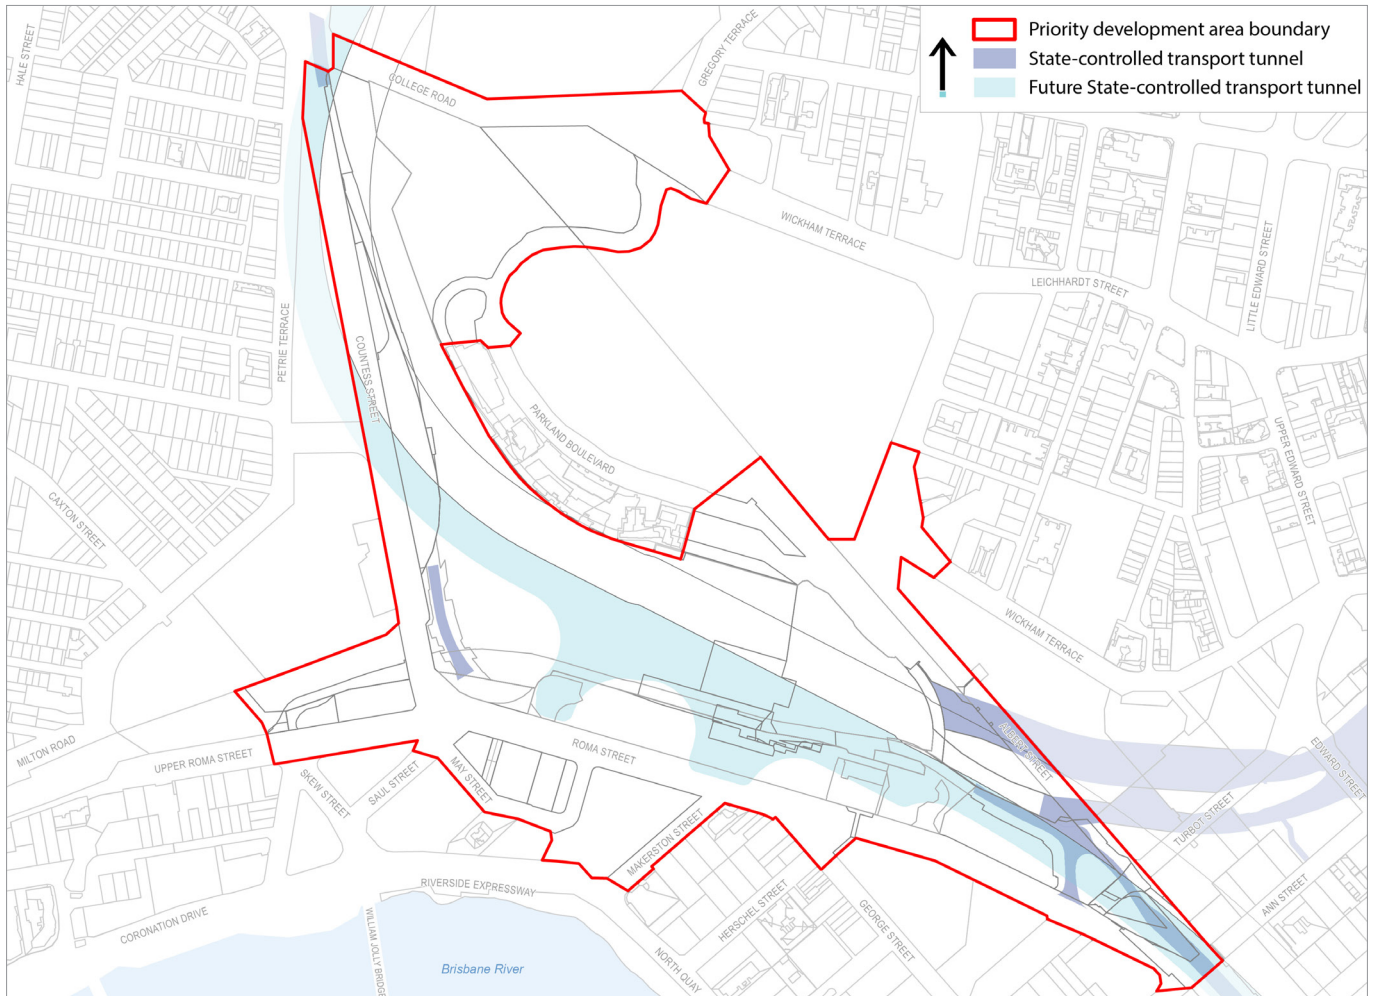 Priority development area boundary
State-controlled transport tunnel
Future State-controlled transport tunnel
HALE STREET
GREGORY TERRACE
COLLEGE ROAD
WICKHAM TERRACE
LEICHHARDT STREET
LITTLE EDWARD STREET
PETRIE TERRACE
COUNTESS STREET
PARKLAND BOULEVARD
UPPER EDWARD STREET
CAXTON STREET
WICKHAM TERRACE
MILTON ROAD
UPPER ROMA STREET
ROMA STREET
ALBERT STREET
EDWARD STREET
SKEW STREET
SAUL STREET
MAY STREET
TURBOT STREET
MAKERSTON STREET
RIVERSIDE EXPRESSWAY
HERSCHEL STREET
GEORGE STREET
ANN STREET
CORONATION DRIVE
WILLIAM JOLLY BRIDGE
NORTH QUAY
Brisbane River